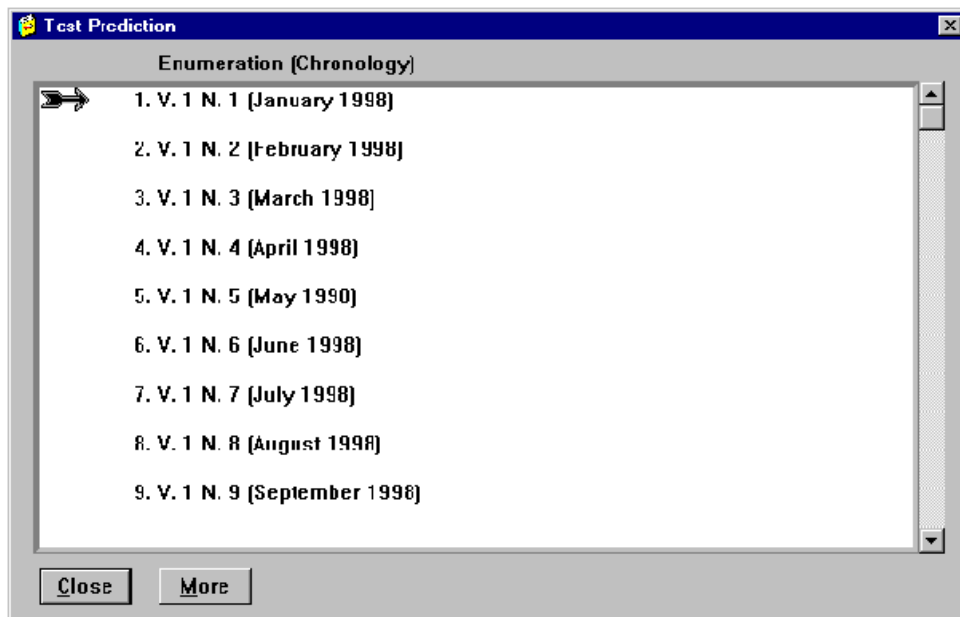 Test Prediction
Enumeration (Chronology)
1. V. 1 N. 1 (January 1998)
2. V. 1 N. 2 (February 1998)
3. V. 1 N. 3 (March 1998)
4. V. 1 N. 4 (April 1998)
5. V. 1 N. 5 (May 1990)
6. V. 1 N. 6 (June 1998)
7. V. 1 N. 7 (July 1998)
8. V. 1 N. 8 (August 1998)
9. V. 1 N. 9 (September 1998)
Close More